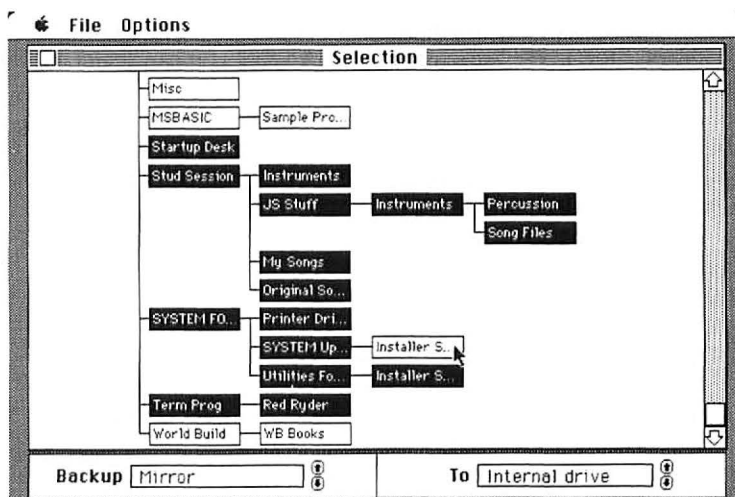 File Options
Selection
Misc
MSBASIC Sample Pro...
Startup Desk
Stud Session Instruments
JS Stuff Instruments Percussion
Song Files
My Songs
Original So...
SYSTEM FO... Printer Dri...
SYSTEM Up... Installer S...
Utilities Fo... Installer S...
Term Prog Red Ryder
World Build WB Books
Backup Mirror To Internal drive